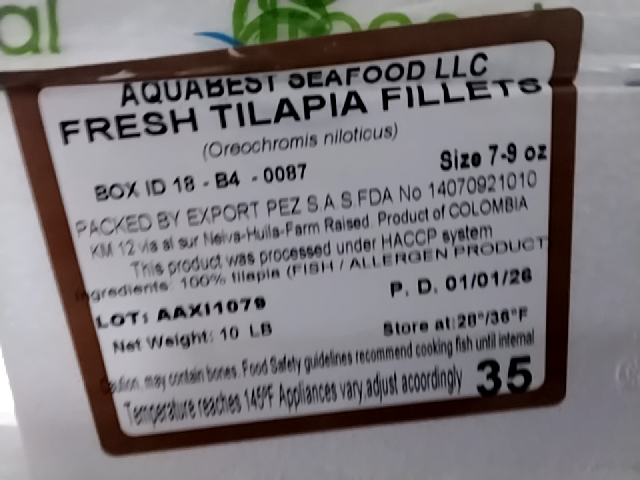 al
AQUABEST SEAFOOD LLC
FRESH TILAPIA FILLETS
(Oreochromis niloticus)
Size 7-9 oz
BOX ID 18 - B4 - 0087
PACKED BY EXPORT PEZ S.A.S FDA No 14070921010
KM 12 via al sur Neiva-Huila-Farm Raised. Product of COLOMBIA
This product was processed under HACCP system
Ingredients: 100% tilapia (FISH / ALLERGEN PRODUCT
LOT: AAXI1079
P. D. 01/01/26
Net Weight: 10 LB
Store at:28°/36°F
Caution, may contain bones. Food Safety guidelines recommend cooking fish until internal
Temperature reaches 145ºF Appliances vary,adjust acoordingly
35